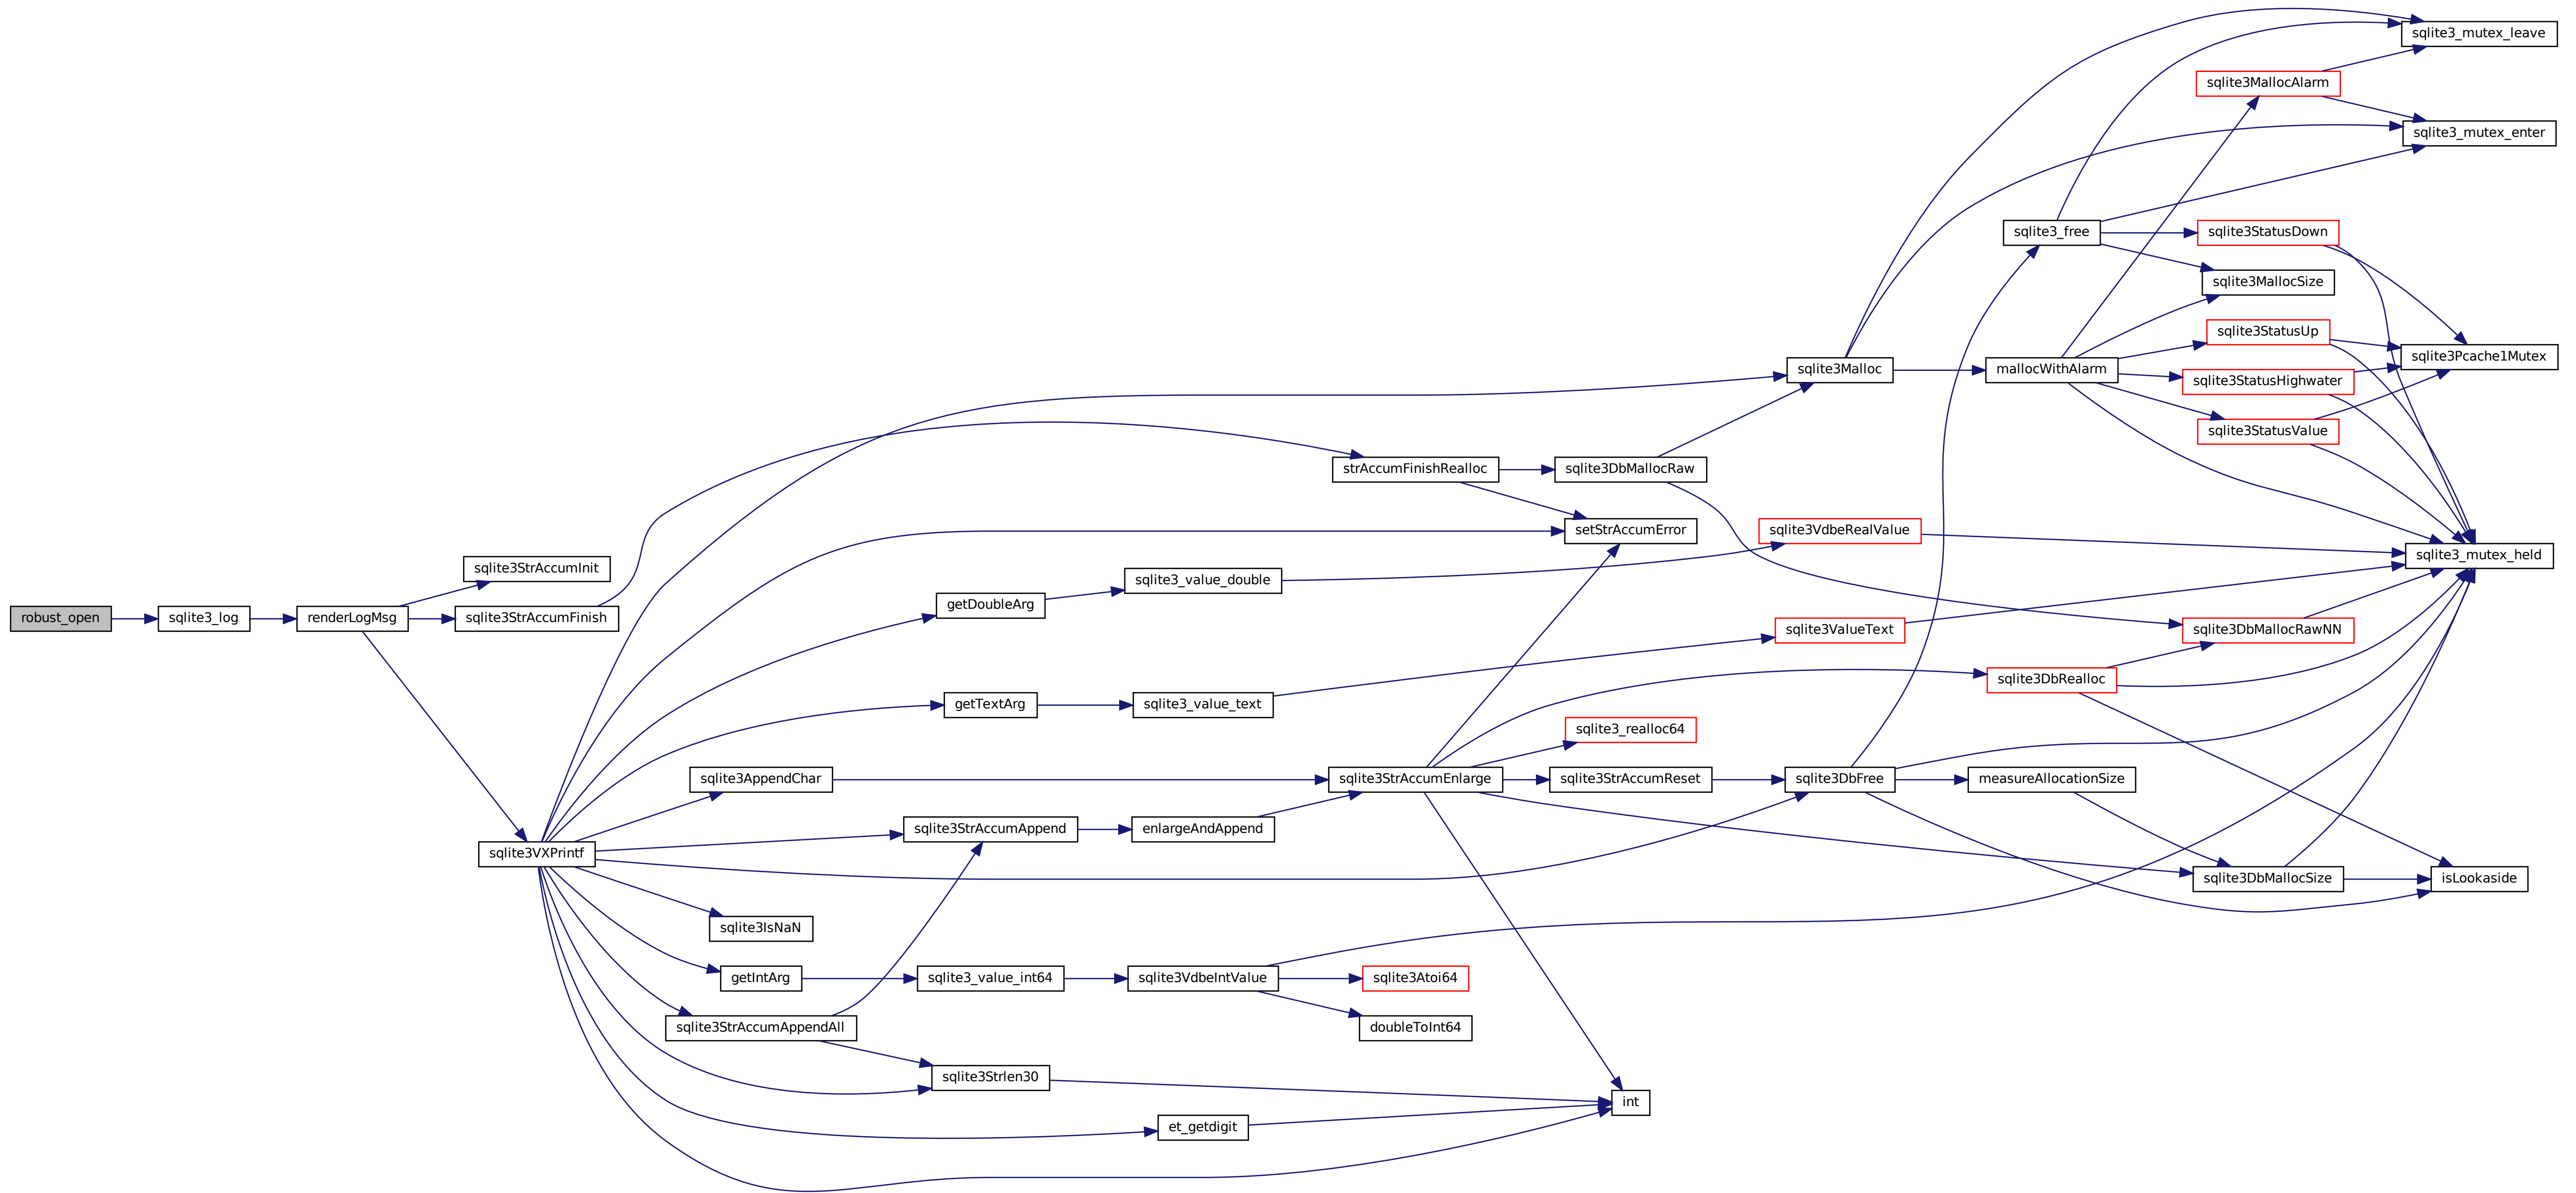 robust_open
sqlite3_log
renderLogMsg
sqlite3StrAccumInit
sqlite3StrAccumFinish
sqlite3VXPrintf
sqlite3AppendChar
sqlite3IsNaN
getIntArg
sqlite3StrAccumAppendAll
getDoubleArg
getTextArg
sqlite3StrAccumAppend
sqlite3_value_int64
sqlite3Strlen30
sqlite3_value_double
sqlite3_value_text
enlargeAndAppend
sqlite3VdbeIntValue
et_getdigit
strAccumFinishRealloc
sqlite3StrAccumEnlarge
sqlite3Atoi64
doubleToInt64
sqlite3DbMallocRaw
setStrAccumError
sqlite3_realloc64
sqlite3StrAccumReset
int
sqlite3Malloc
sqlite3VdbeRealValue
sqlite3ValueText
sqlite3DbFree
sqlite3_free
mallocWithAlarm
sqlite3DbRealloc
measureAllocationSize
sqlite3MallocAlarm
sqlite3StatusDown
sqlite3MallocSize
sqlite3StatusUp
sqlite3StatusHighwater
sqlite3StatusValue
sqlite3DbMallocRawNN
sqlite3DbMallocSize
sqlite3_mutex_leave
sqlite3_mutex_enter
sqlite3Pcache1Mutex
sqlite3_mutex_held
isLookaside